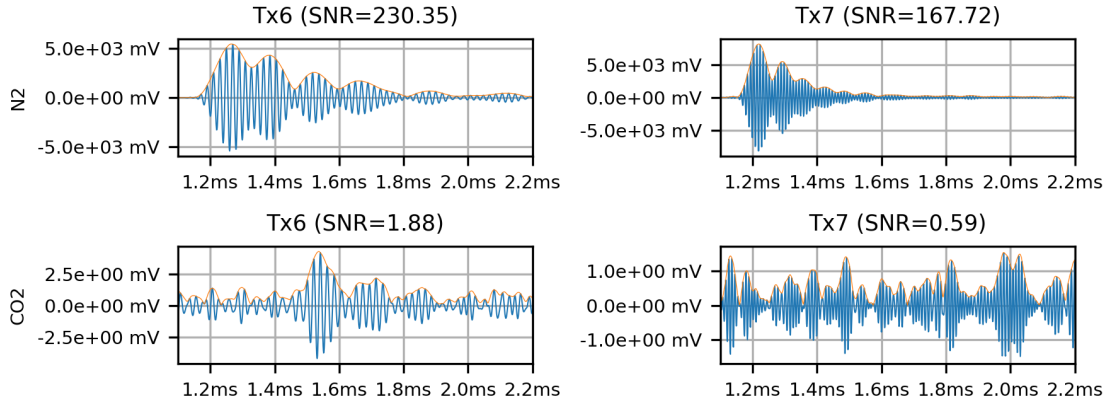 Tx6 (SNR=230.35)
Tx7 (SNR=167.72)
N2
5.0e+03 mV
0.0e+00 mV
-5.0e+03 mV
5.0e+03 mV
0.0e+00 mV
-5.0e+03 mV
1.2ms 1.4ms 1.6ms 1.8ms 2.0ms 2.2ms
1.2ms 1.4ms 1.6ms 1.8ms 2.0ms 2.2ms
Tx6 (SNR=1.88)
Tx7 (SNR=0.59)
CO2
2.5e+00 mV
0.0e+00 mV
-2.5e+00 mV
1.0e+00 mV
0.0e+00 mV
-1.0e+00 mV
1.2ms 1.4ms 1.6ms 1.8ms 2.0ms 2.2ms
1.2ms 1.4ms 1.6ms 1.8ms 2.0ms 2.2ms